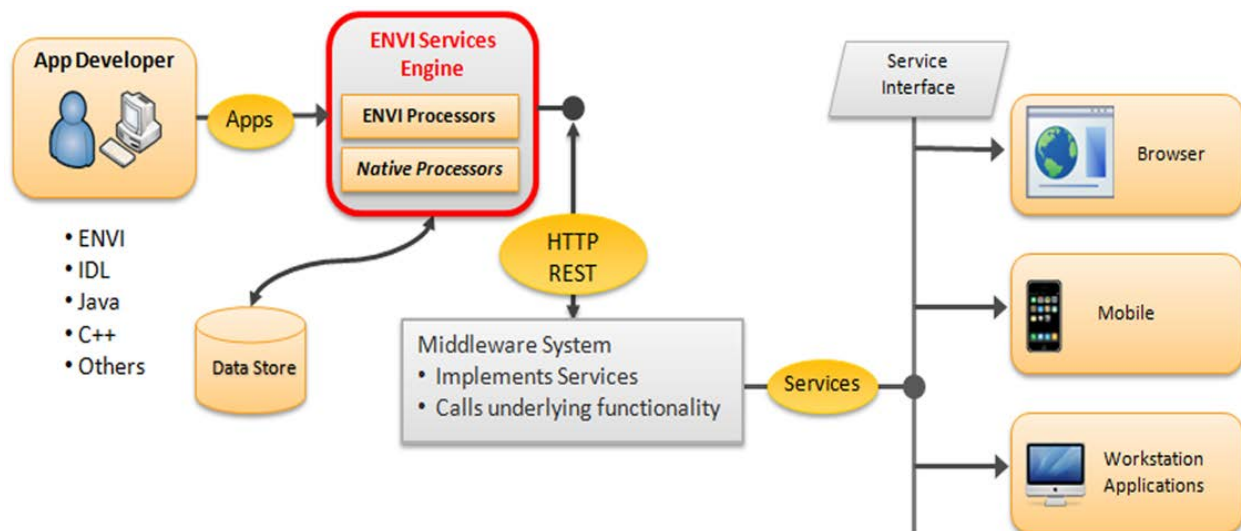 App Developer
Apps
ENVI Services
Engine
ENVI Processors
Native Processors
• ENVI
• IDL
• Java
• C++
• Others
Data Store
HTTP
REST
Middleware System
• Implements Services
• Calls underlying functionality
Services
Service
Interface
Browser
Mobile
Workstation
Applications